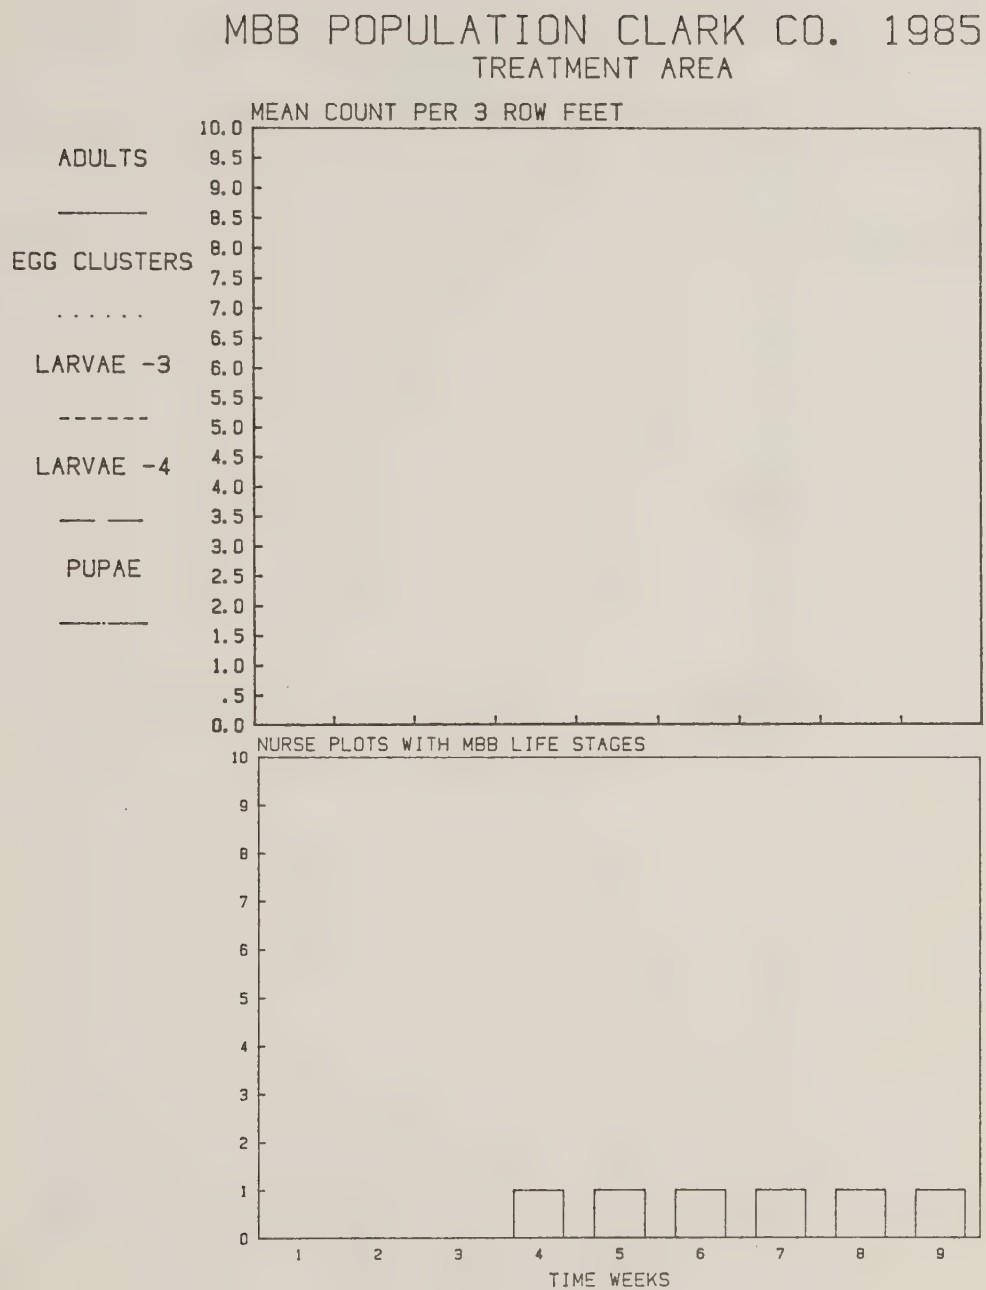 MBB POPULATION CLARK CO. 1985
TREATMENT AREA
MEAN COUNT PER 3 ROW FEET
ADULTS
EGG CLUSTERS
LARVAE -3
LARVAE -4
PUPAE
10.0
9.5
9.0
8.5
8.0
7.5
7.0
6.5
6.0
5.5
5.0
4.5
4.0
3.5
3.0
2.5
2.0
1.5
1.0
.5
0.0
NURSE PLOTS WITH MBB LIFE STAGES
10
9
8
7
6
5
4
3
2
1
0
1 2 3 4 5 6 7 8 9
TIME WEEKS